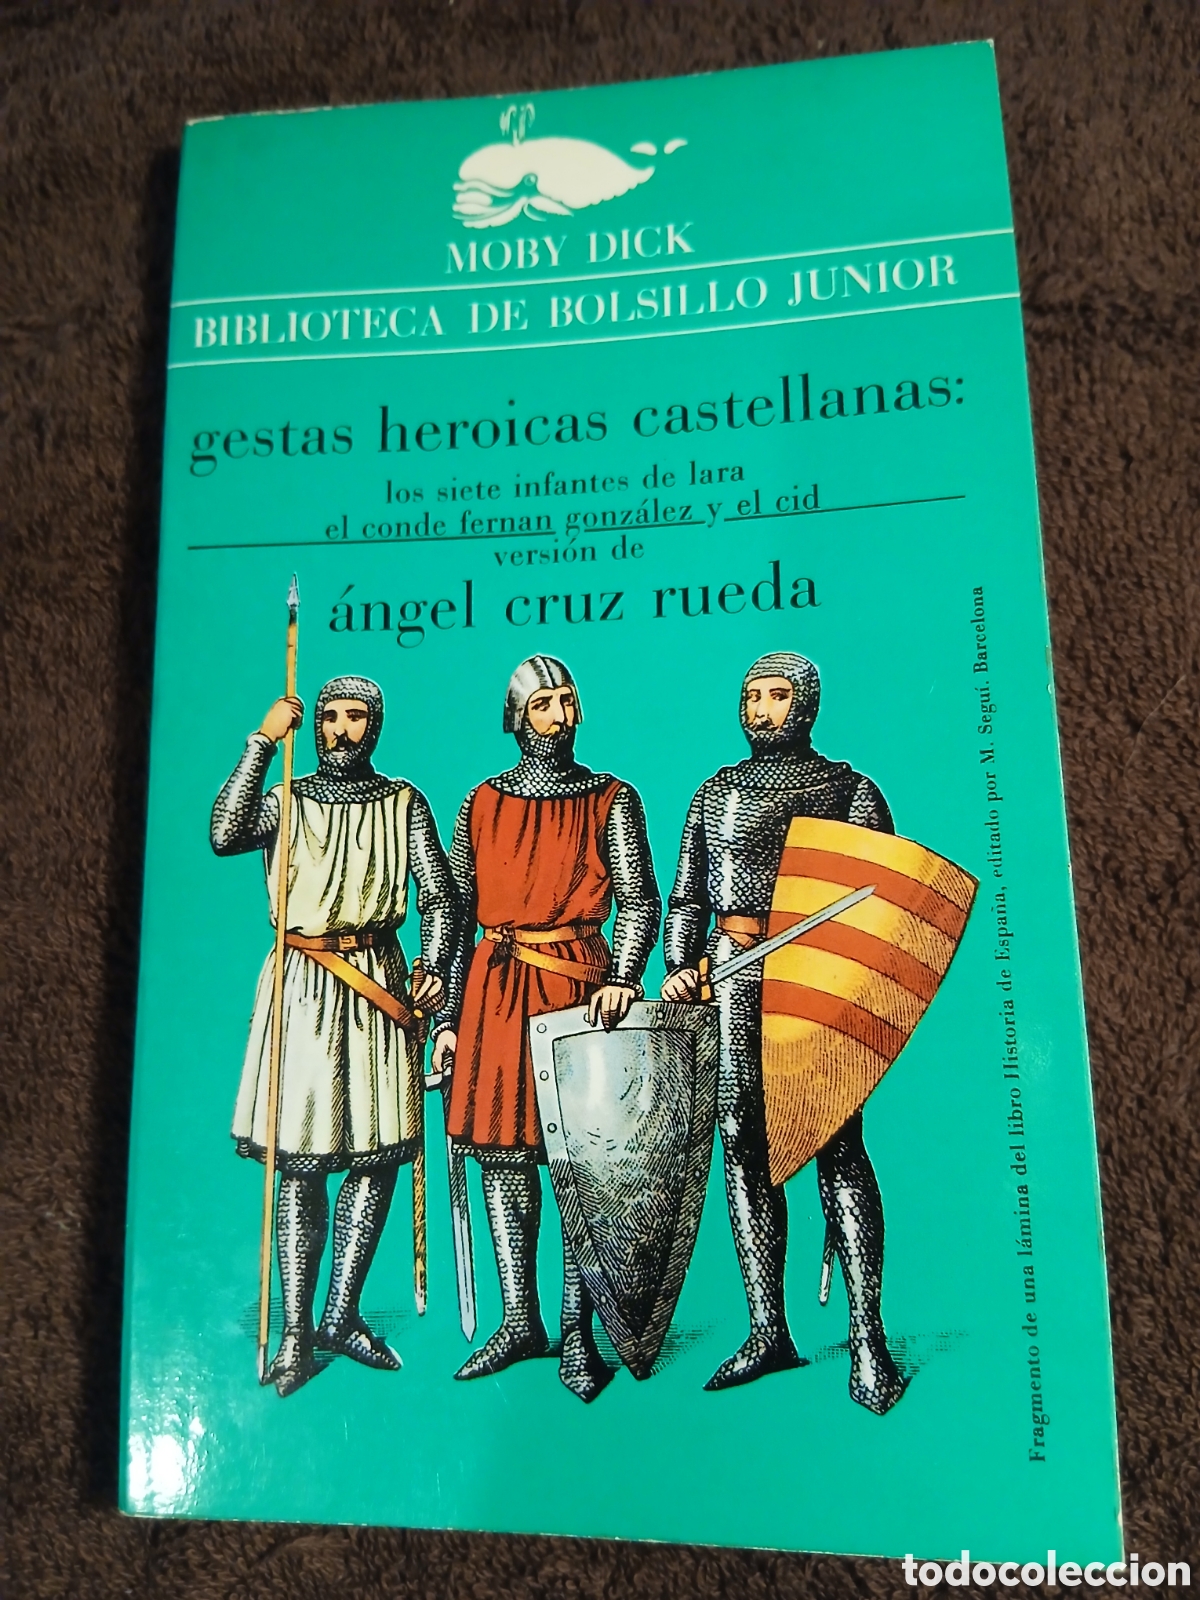 MOBY DICK
BIBLIOTECA DE BOLSILLO JUNIOR
gestas heroicas castellanas:
los siete infantes de lara
el conde fernan gonzález y el cid
versión de
ángel cruz rueda
Fragmento de una lámina del libro Historia de España, editado por M. Seguí. Barcelona
todocoleccion